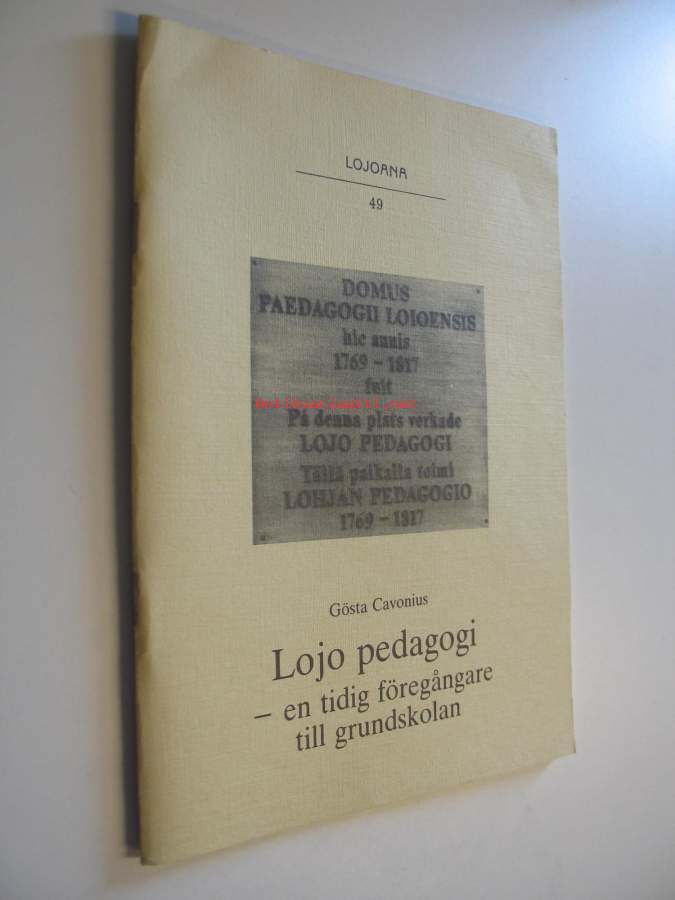 LOJOANA
49
DOMUS
PAEDAGOGII LOIOENSIS
hic annis
1769 – 1817
fuit
På denna plats verkade
LOJO PEDAGOGI
Tällä paikalla toimi
LOHJAN PEDAGOGIO
1769 – 1817
Gösta Cavonius
Lojo pedagogi
– en tidig föregångare
till grundskolan